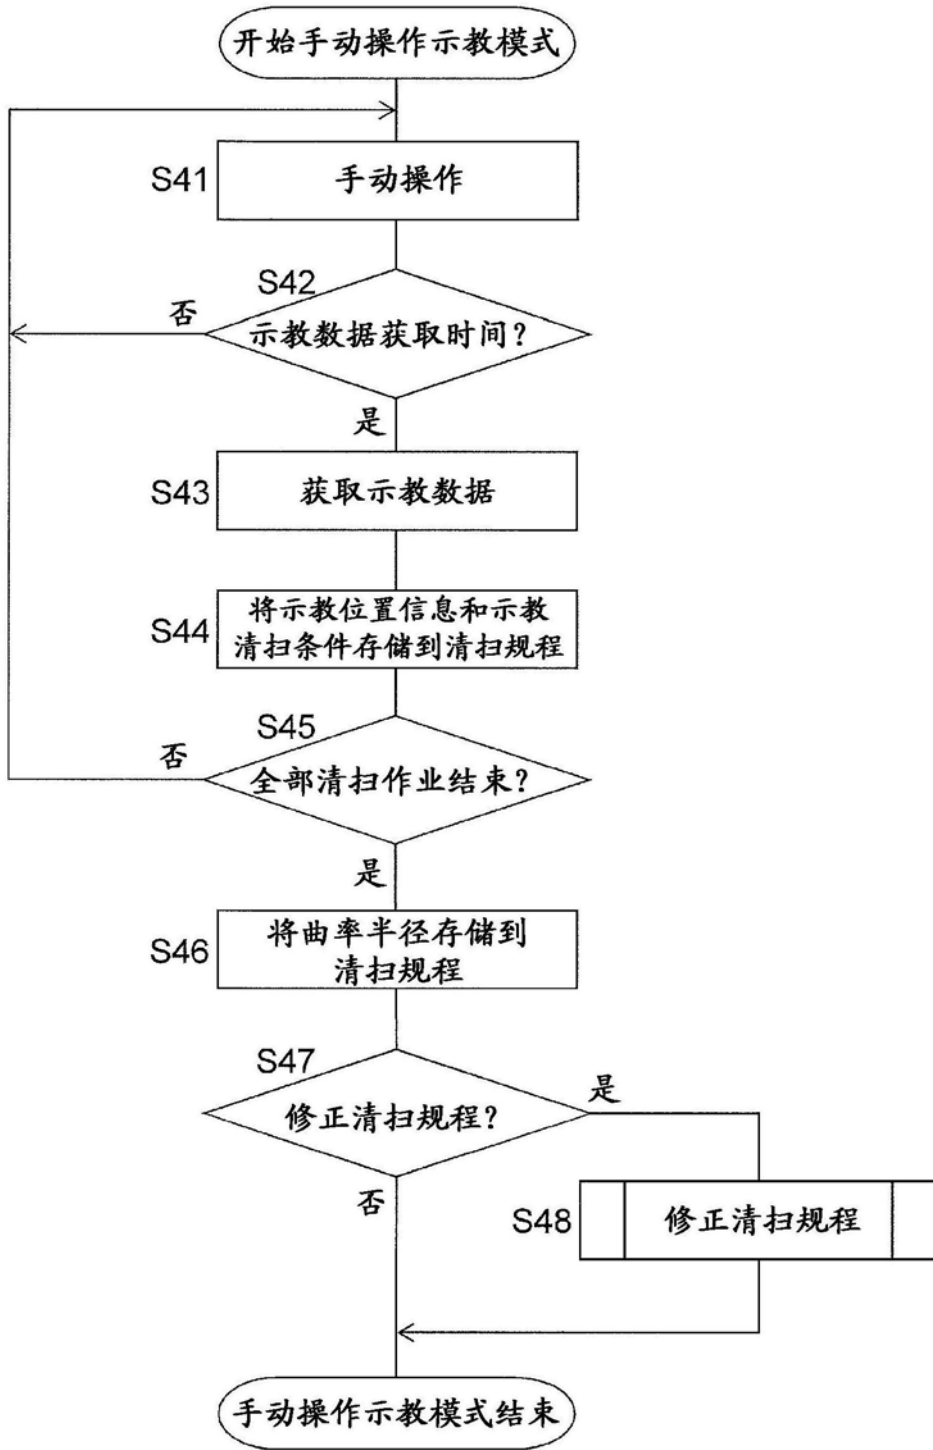 开始手动操作示教模式
S41
手动操作
S42
否
示教数据获取时间?
是
S43
获取示教数据
S44
将示教位置信息和示教
清扫条件存储到清扫规程
S45
否
全部清扫作业结束?
是
S46
将曲率半径存储到
清扫规程
S47
是
修正清扫规程?
否
S48
修正清扫规程
手动操作示教模式结束